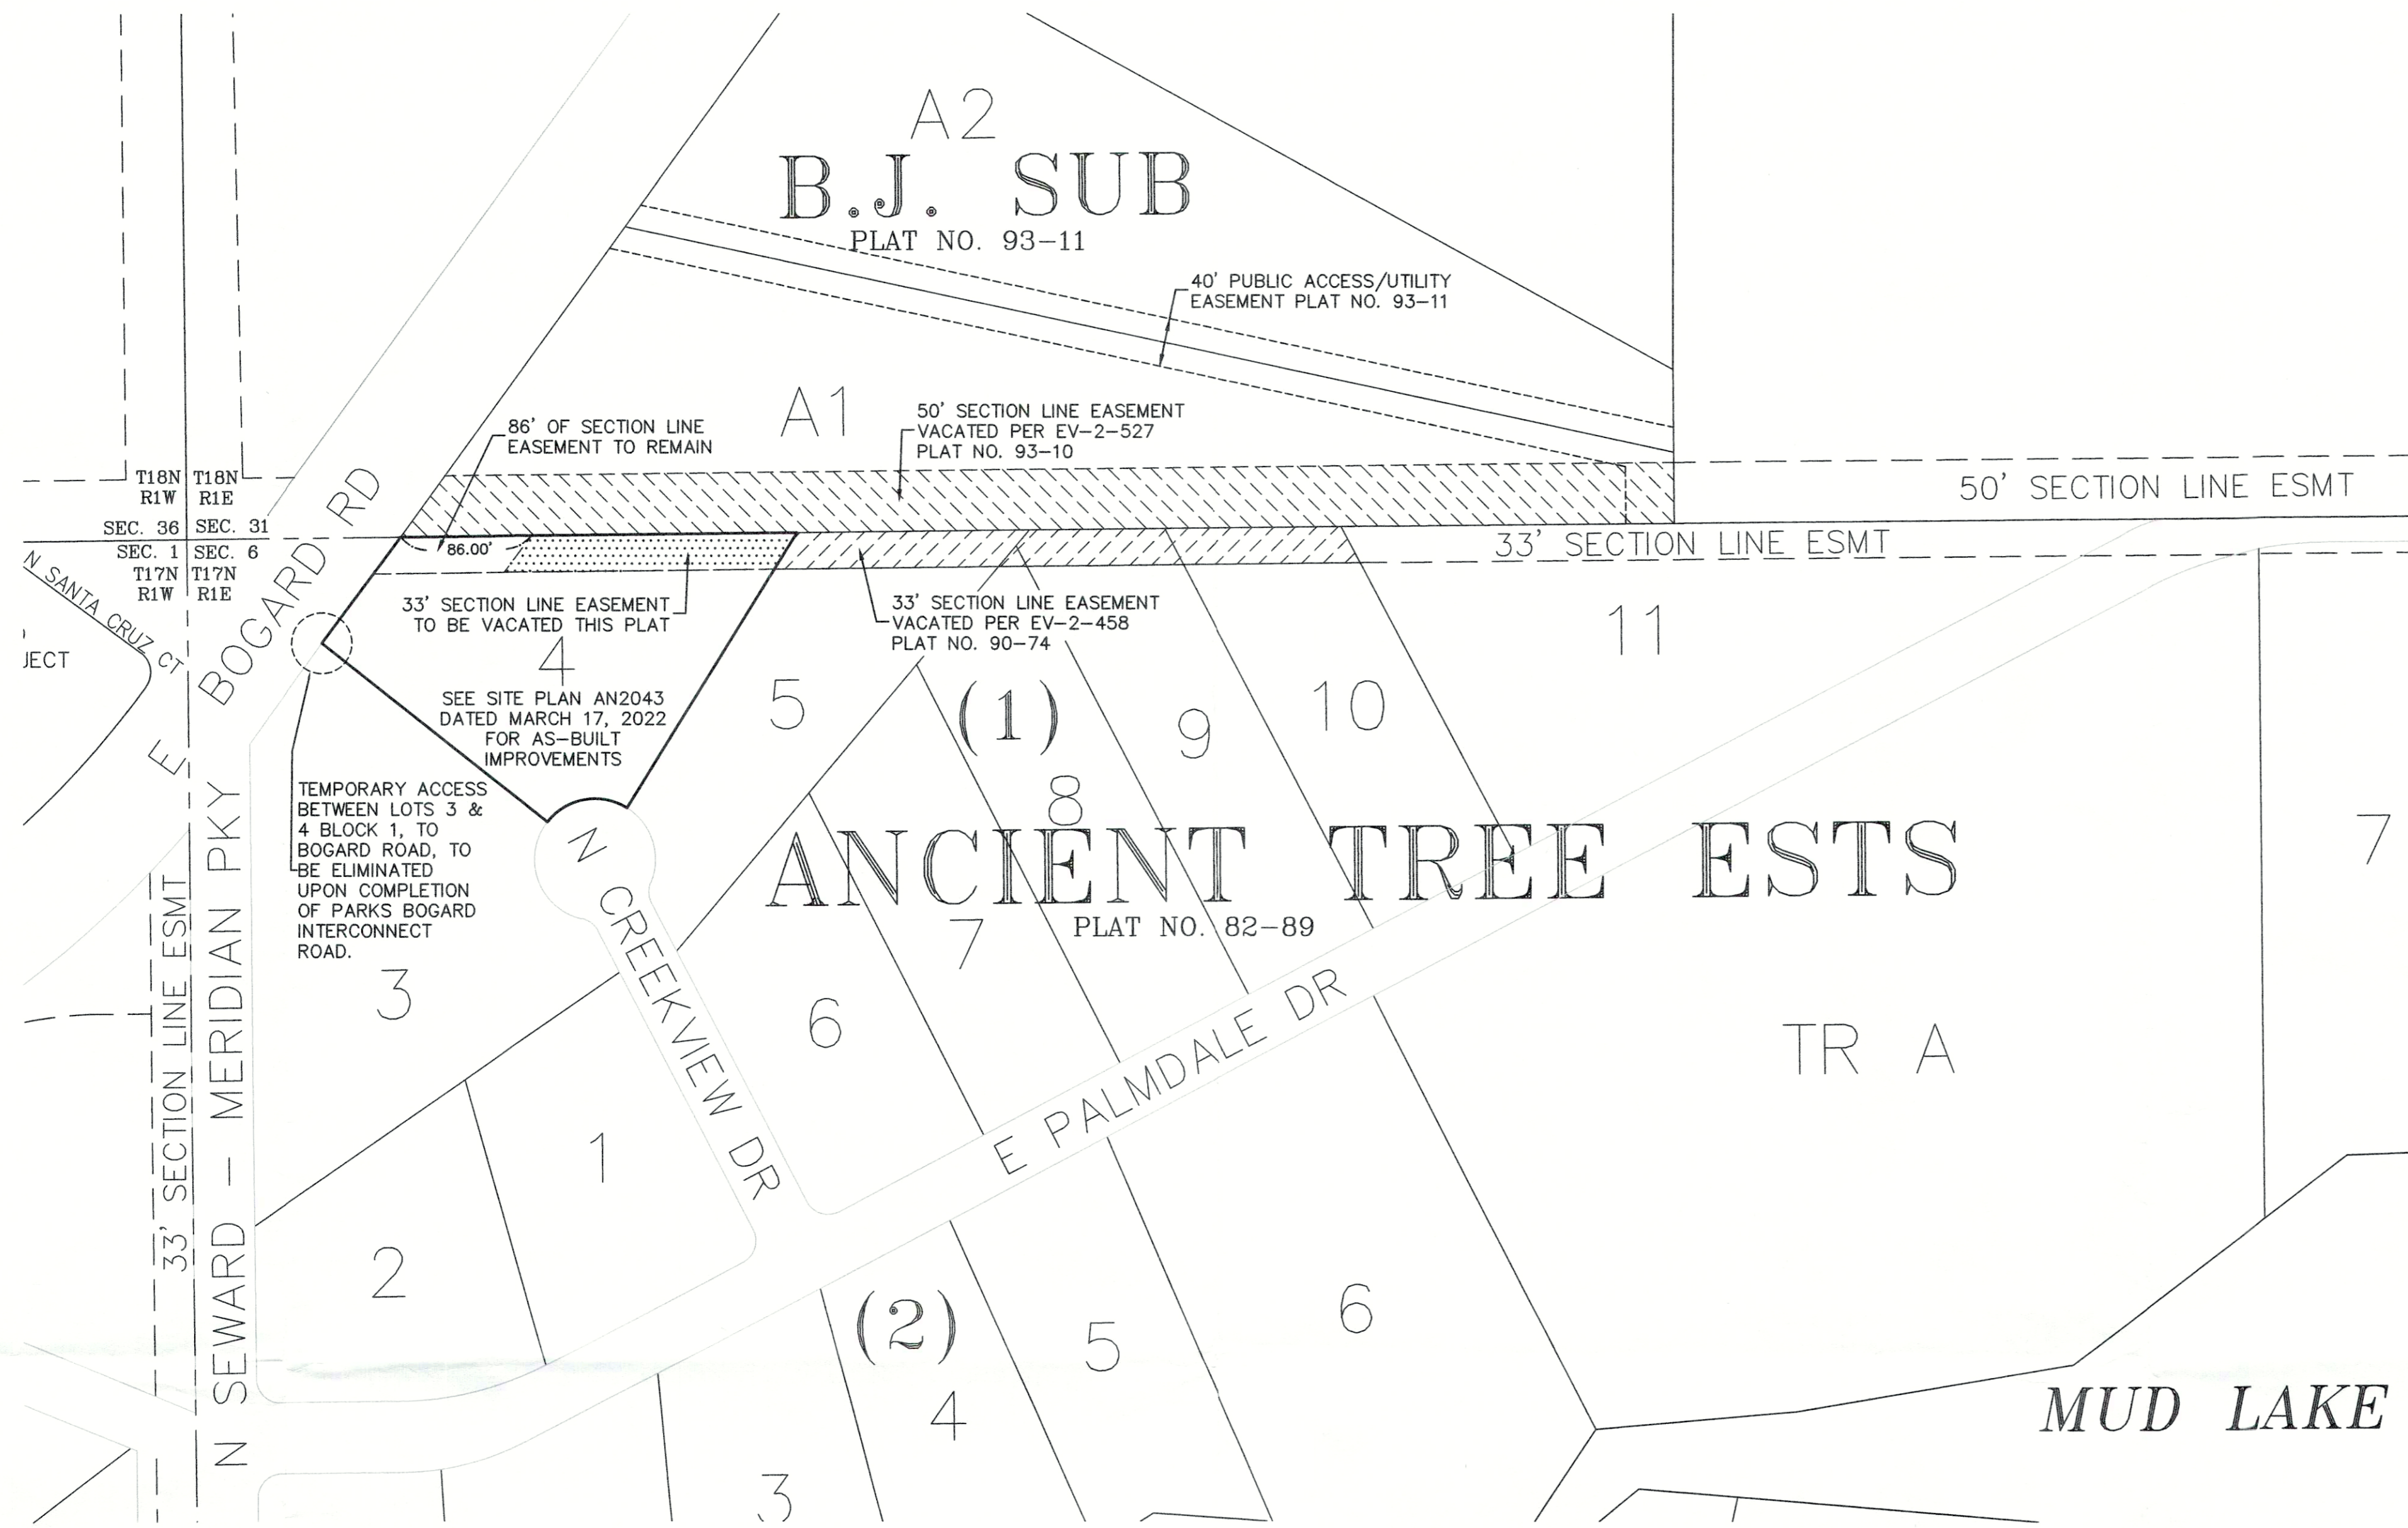 A2
B.J. SUB
PLAT NO. 93-11
40' PUBLIC ACCESS/UTILITY
EASEMENT PLAT NO. 93-11
A1
86' OF SECTION LINE
EASEMENT TO REMAIN
50' SECTION LINE EASEMENT
VACATED PER EV-2-527
PLAT NO. 93-10
T18N T18N
R1W R1E
SEC. 36 SEC. 31
SEC. 1 SEC. 6
T17N T17N
R1W R1E
50' SECTION LINE ESMT
33' SECTION LINE ESMT
86.00'
N SANTA CRUZ CT
E BOGARD RD
JECT
33' SECTION LINE EASEMENT
TO BE VACATED THIS PLAT
33' SECTION LINE EASEMENT
VACATED PER EV-2-458
PLAT NO. 90-74
4
SEE SITE PLAN AN2043
DATED MARCH 17, 2022
FOR AS-BUILT
IMPROVEMENTS
5
(1)
9
10
11
8
7
TEMPORARY ACCESS
BETWEEN LOTS 3 &
4 BLOCK 1, TO
BOGARD ROAD, TO
BE ELIMINATED
UPON COMPLETION
OF PARKS BOGARD
INTERCONNECT
ROAD.
ANCIENT TREE ESTS
PLAT NO. 82-89
7
3
6
N CREEKVIEW DR
E PALMDALE DR
TR A
33' SECTION LINE ESMT
N SEWARD - MERIDIAN PKY
1
2
(2)
6
5
4
3
MUD LAKE